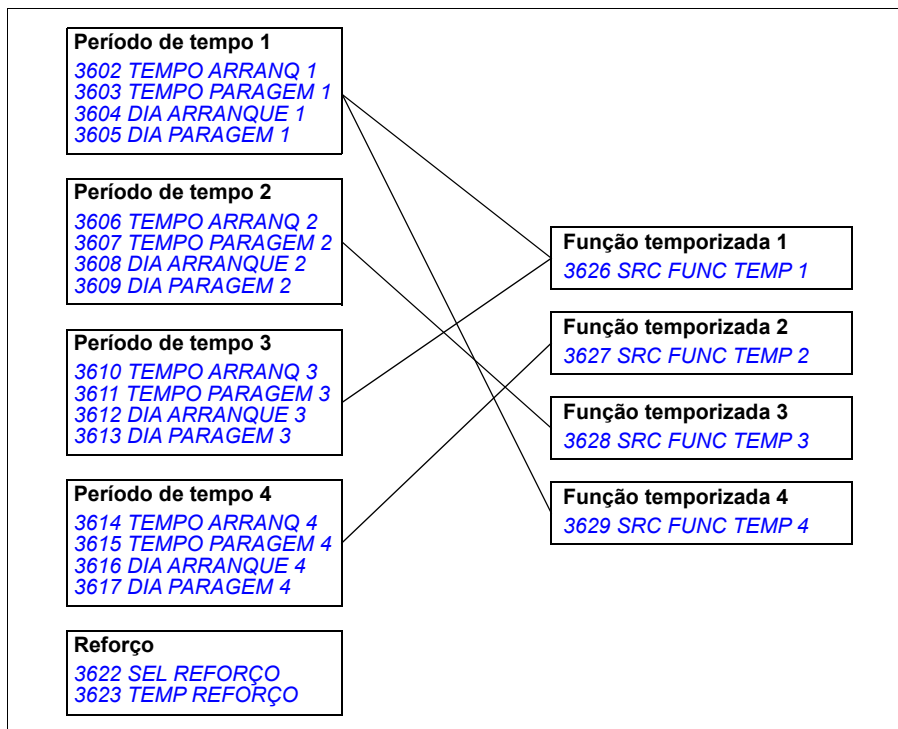 Período de tempo 1
3602 TEMPO ARRANQ 1
3603 TEMPO PARAGEM 1
3604 DIA ARRANQUE 1
3605 DIA PARAGEM 1
Período de tempo 2
3606 TEMPO ARRANQ 2
3607 TEMPO PARAGEM 2
3608 DIA ARRANQUE 2
3609 DIA PARAGEM 2
Período de tempo 3
3610 TEMPO ARRANQ 3
3611 TEMPO PARAGEM 3
3612 DIA ARRANQUE 3
3613 DIA PARAGEM 3
Período de tempo 4
3614 TEMPO ARRANQ 4
3615 TEMPO PARAGEM 4
3616 DIA ARRANQUE 4
3617 DIA PARAGEM 4
Reforço
3622 SEL REFORÇO
3623 TEMP REFORÇO
Função temporizada 1
3626 SRC FUNC TEMP 1
Função temporizada 2
3627 SRC FUNC TEMP 2
Função temporizada 3
3628 SRC FUNC TEMP 3
Função temporizada 4
3629 SRC FUNC TEMP 4